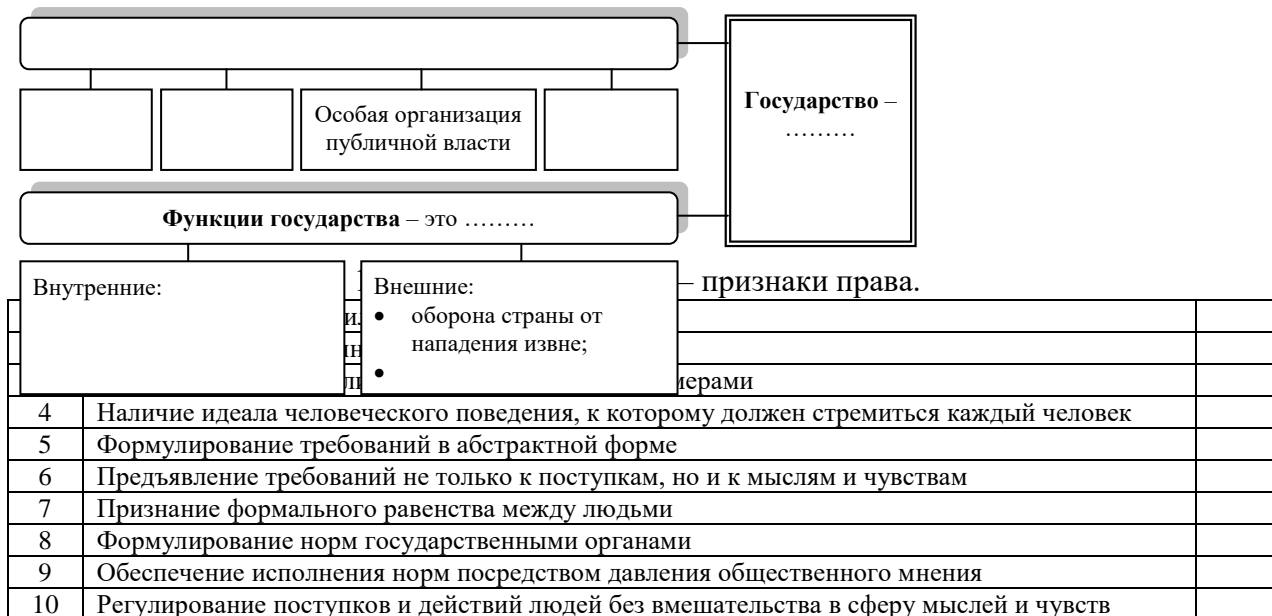 Особая организация
публичной власти
Государство –
………
Функции государства – это ………
Внутренние:
Внешние:
• оборона страны от
нападения извне;
•
– признаки права.
мерами
4 Наличие идеала человеческого поведения, к которому должен стремиться каждый человек
5 Формулирование требований в абстрактной форме
6 Предъявление требований не только к поступкам, но и к мыслям и чувствам
7 Признание формального равенства между людьми
8 Формулирование норм государственными органами
9 Обеспечение исполнения норм посредством давления общественного мнения
10 Регулирование поступков и действий людей без вмешательства в сферу мыслей и чувств